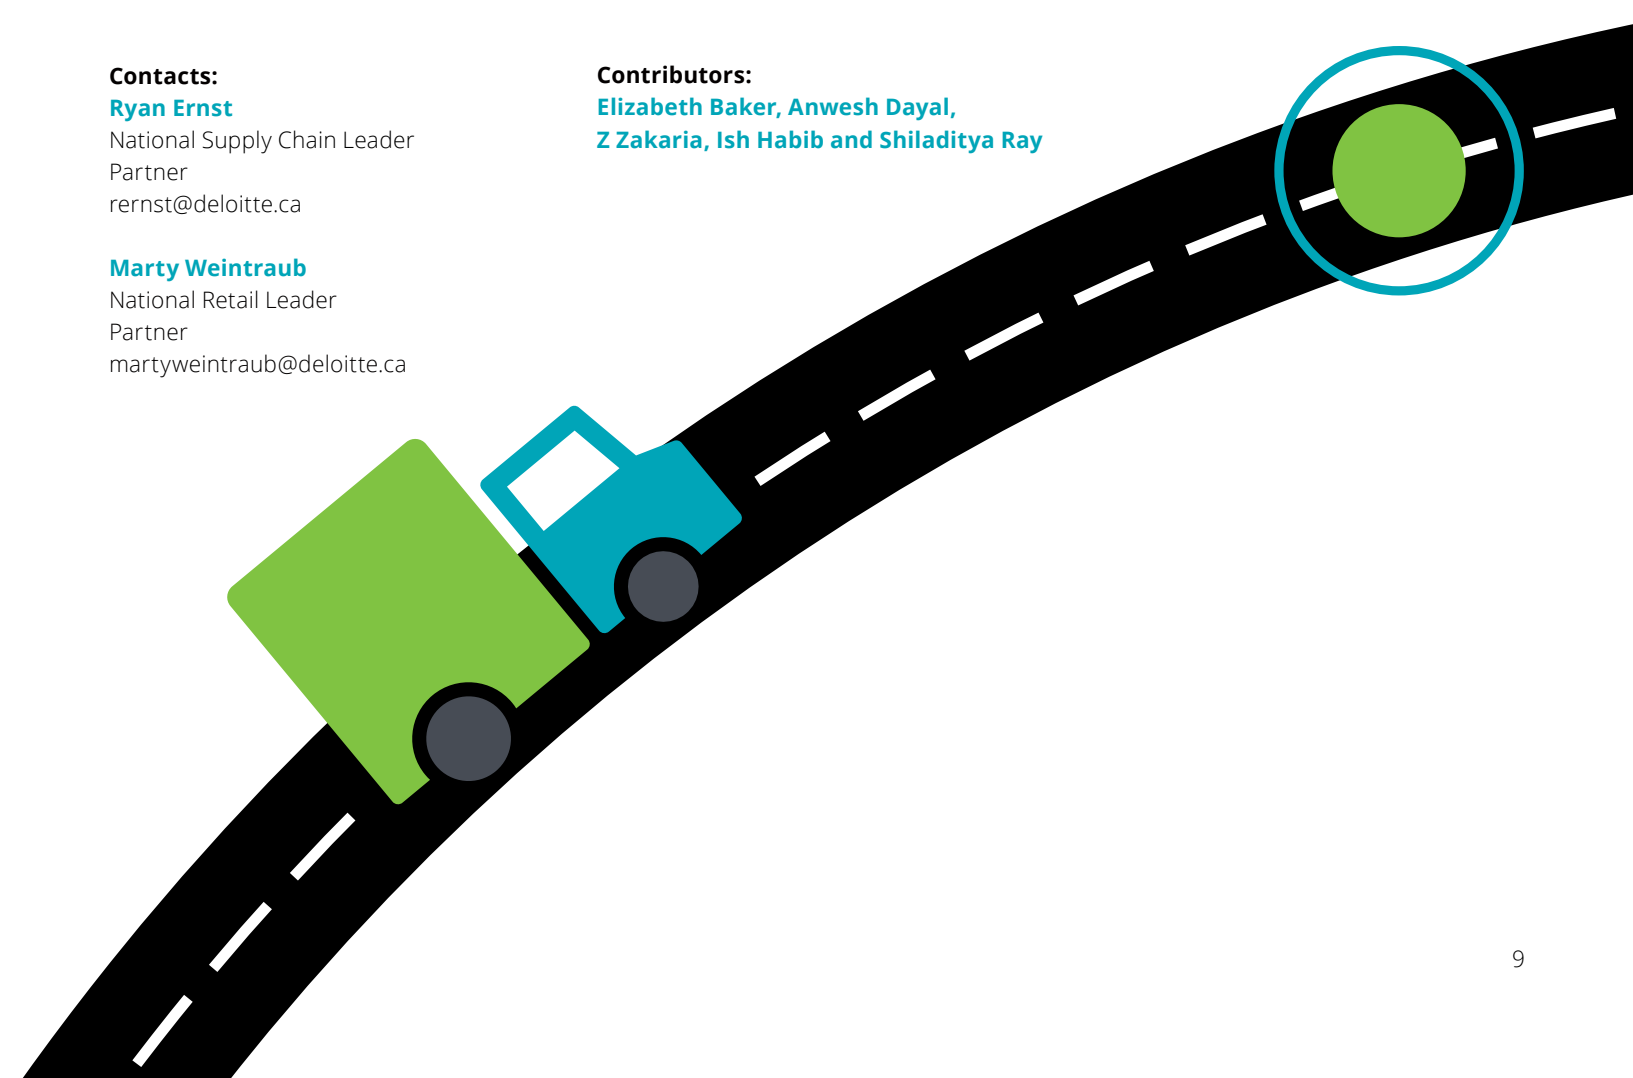 Contacts:
Ryan Ernst
National Supply Chain Leader
Partner
rernst@deloitte.ca
Marty Weintraub
National Retail Leader
Partner
martyweintraub@deloitte.ca
Contributors:
Elizabeth Baker, Anwesh Dayal,
Z Zakaria, Ish Habib and Shiladitya Ray
9